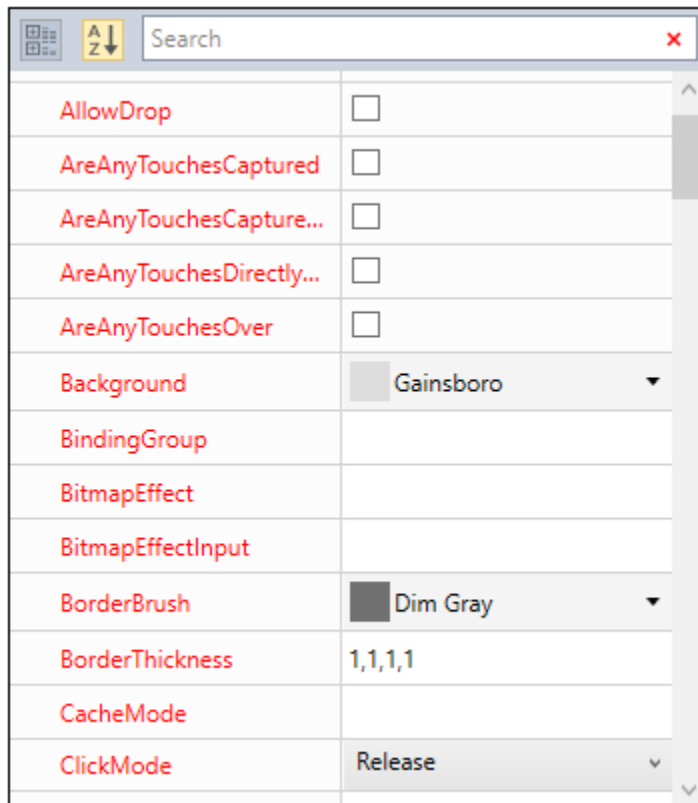 A
Z
Search
AllowDrop
AreAnyTouchesCaptured
AreAnyTouchesCapture...
AreAnyTouchesDirectly...
AreAnyTouchesOver
Background Gainsboro
BindingGroup
BitmapEffect
BitmapEffectInput
BorderBrush Dim Gray
BorderThickness 1,1,1,1
CacheMode
ClickMode Release